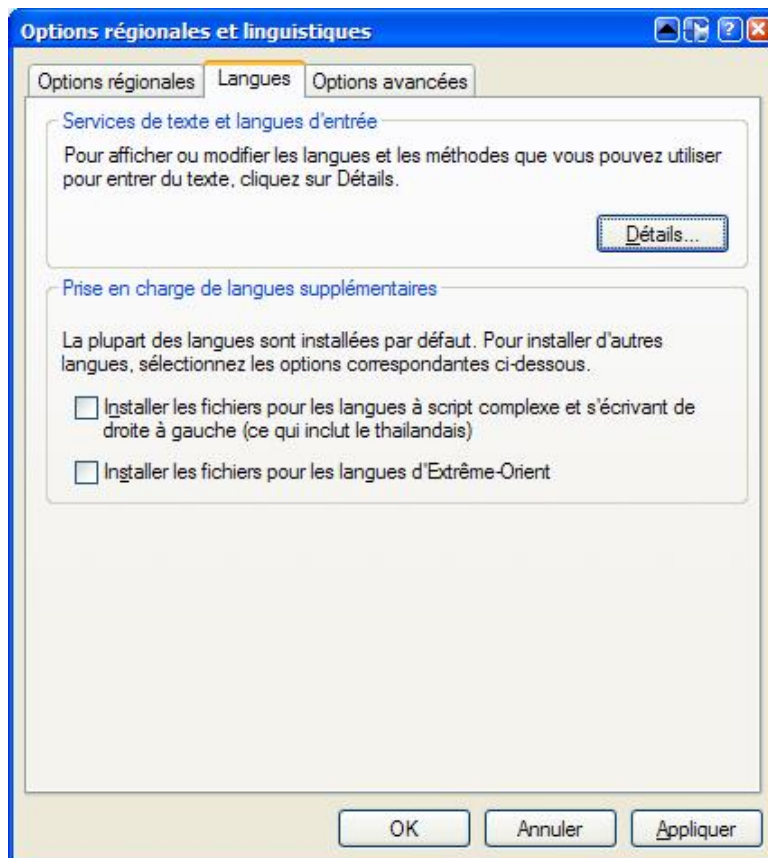 Options régionales et linguistiques
Options régionales
Langues
Options avancées
Services de texte et langues d'entrée
Pour afficher ou modifier les langues et les méthodes que vous pouvez utiliser
pour entrer du texte, cliquez sur Détails.
Détails...
Prise en charge de langues supplémentaires
La plupart des langues sont installées par défaut. Pour installer d'autres
langues, sélectionnez les options correspondantes ci-dessous.
Installer les fichiers pour les langues à script complexe et s'écrivant de
droite à gauche (ce qui inclut le thaïlandais)
Installer les fichiers pour les langues d'Extrême-Orient
OK
Annuler
Appliquer